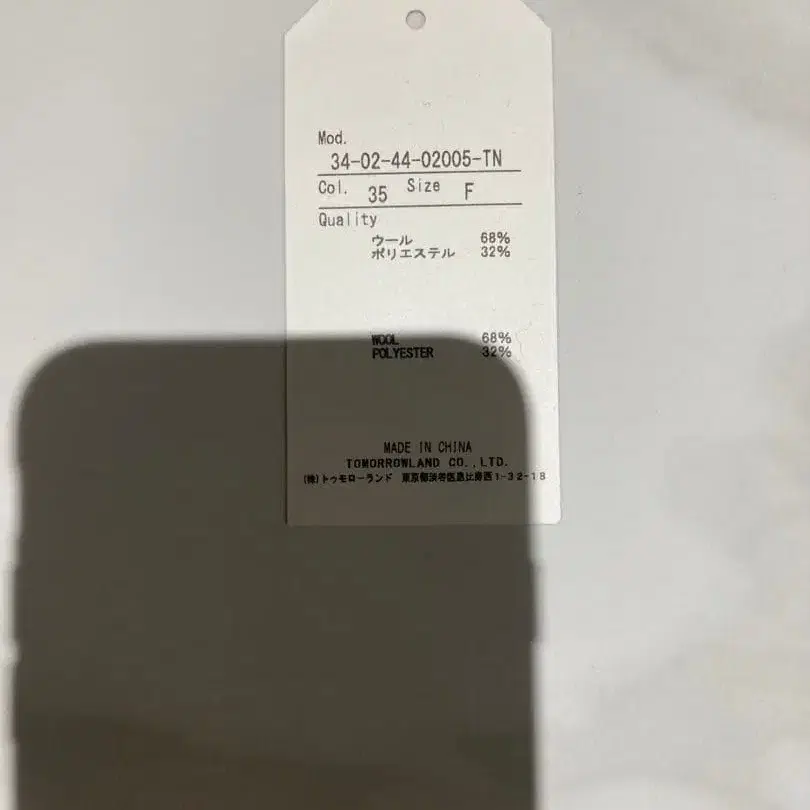 Mod.
34-02-44-02005-TN
Col. 35 Size F
Quality
ウール 68%
ポリエステル 32%
WOOL 68%
POLYESTER 32%
MADE IN CHINA
TOMORROWLAND CO.,LTD.
(株)トゥモローランド 東京都渋谷区恵比寿西1-32-18